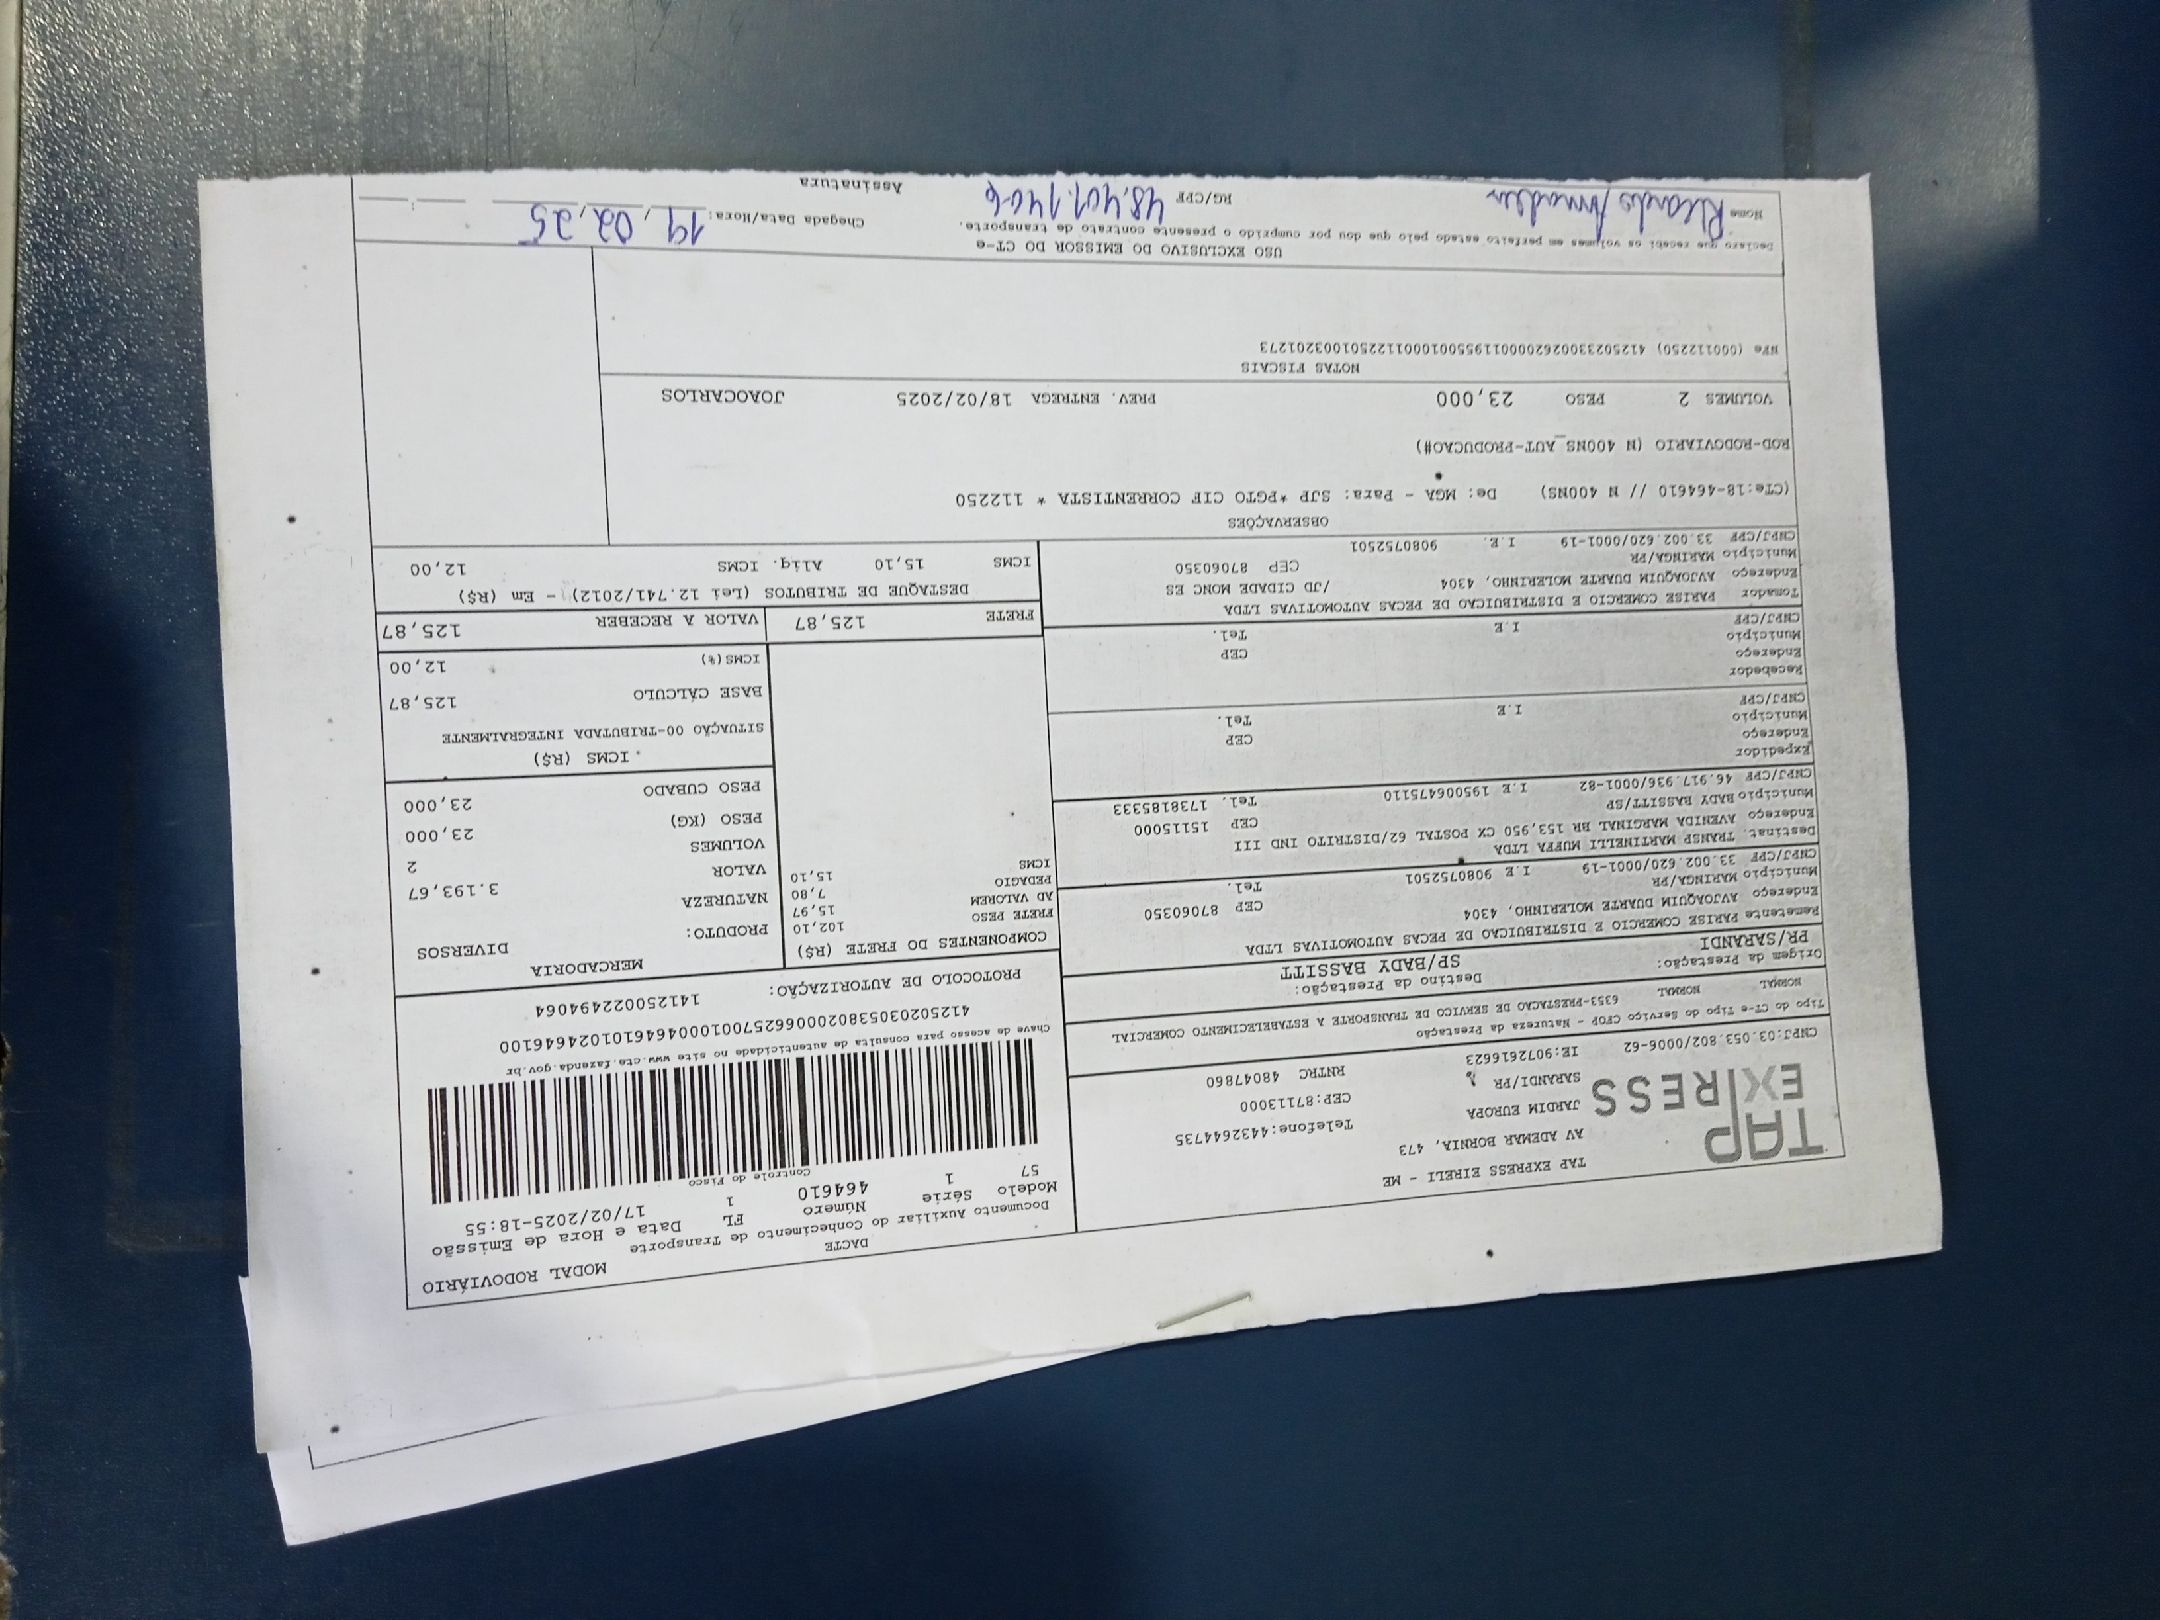 MODAL RODOVIÁRIO
DACTE
Documento Auxiliar do Conhecimento de Transporte
Modelo Série Número FL Data e Hora de Emissão
57 1 464610 1 17/02/2025-18:55
Controle do Fisco
Chave de acesso para consulta de autenticidade no site www.cte.fazenda.gov.br
PROTOCOLO DE AUTORIZAÇÃO: 141250022494064
TAP EXPRESS
TAP EXPRESS EIRELI - ME
AV ADEMAR BORNIA, 473
JARDIM EUROPA
SARANDI/PR
Telefone:4432644735
CEP:87113000
RNTRC 48047860
CNPJ:03.053.802/0006-62 IE:9072616623
Tipo do CT-e Tipo do Serviço CFOP - Natureza da Prestação
NORMAL NORMAL 6353-PRESTACAO DE SERVICO DE TRANSPORTE A ESTABELECIMENTO COMERCIAL
Origem da Prestação: Destino da Prestação:
PR/SARANDI SP/BADY BASSITT
Remetente PARISE COMERCIO E DISTRIBUICAO DE PECAS AUTOMOTIVAS LTDA
Endereço AVJOAQUIM DUARTE MOLERINHO, 4304
Município MARINGA/PR CEP 87060350
CNPJ/CPF 33.002.620/0001-19 I.E 9080752501 Tel.
Destinat. TRANSP MARTINELLI MUFFA LTDA
Endereço AVENIDA MARGINAL BR 153,950 CX POSTAL 62/DISTRITO IND III
Município BADY BASSITT/SP CEP 15115000
CNPJ/CPF 46.917.936/0001-82 I.E 195006475110 Tel. 1738185333
Expedidor
Endereço
Município CEP
CNPJ/CPF I.E Tel.
Recebedor
Endereço
Município CEP
CNPJ/CPF I.E Tel.
Tomador PARISE COMERCIO E DISTRIBUICAO DE PECAS AUTOMOTIVAS LTDA
Endereço AVJOAQUIM DUARTE MOLERINHO, 4304 /JD CIDADE MONC ES
Município MARINGA/PR CEP 87060350
CNPJ/CPF 33.002.620/0001-19 I.E. 9080752501
COMPONENTES DO FRETE (R$)
FRETE PESO 102,10
AD VALOREM 15,97
PEDAGIO 7,80
ICMS 15,10
MERCADORIA
PRODUTO: DIVERSOS
NATUREZA
VALOR 3.193,67
VOLUMES 2
PESO (KG) 23,000
PESO CUBADO 23,000
ICMS (R$)
SITUAÇÃO 00-TRIBUTADA INTEGRALMENTE
BASE CÁLCULO 125,87
ICMS(%) 12,00
FRETE 125,87 VALOR A RECEBER 125,87
DESTAQUE DE TRIBUTOS (Lei 12.741/2012) - Em (R$)
ICMS 15,10 Aliq. ICMS 12,00
OBSERVAÇÕES
(CTe:18-464610 // N 400NS) De: MGA - Para: SJP *PGTO CIF CORRENTISTA * 112250
ROD-RODOVIARIO (N 400NS_AUT-PRODUCAO#)
VOLUMES 2 PESO 23,000 PREV. ENTREGA 18/02/2025 JOAOCARLOS
NOTAS FISCAIS
NFe (000112250) 41250233002620000119550010001122501003201273
USO EXCLUSIVO DO EMISSOR DO CT-e
Declaro que recebi os volumes em perfeito estado pelo que dou por cumprido o presente contrato de transporte.
Nome RG/CPF 48.401.140-6 Chegada Data/Hora: 19/02/25
Assinatura